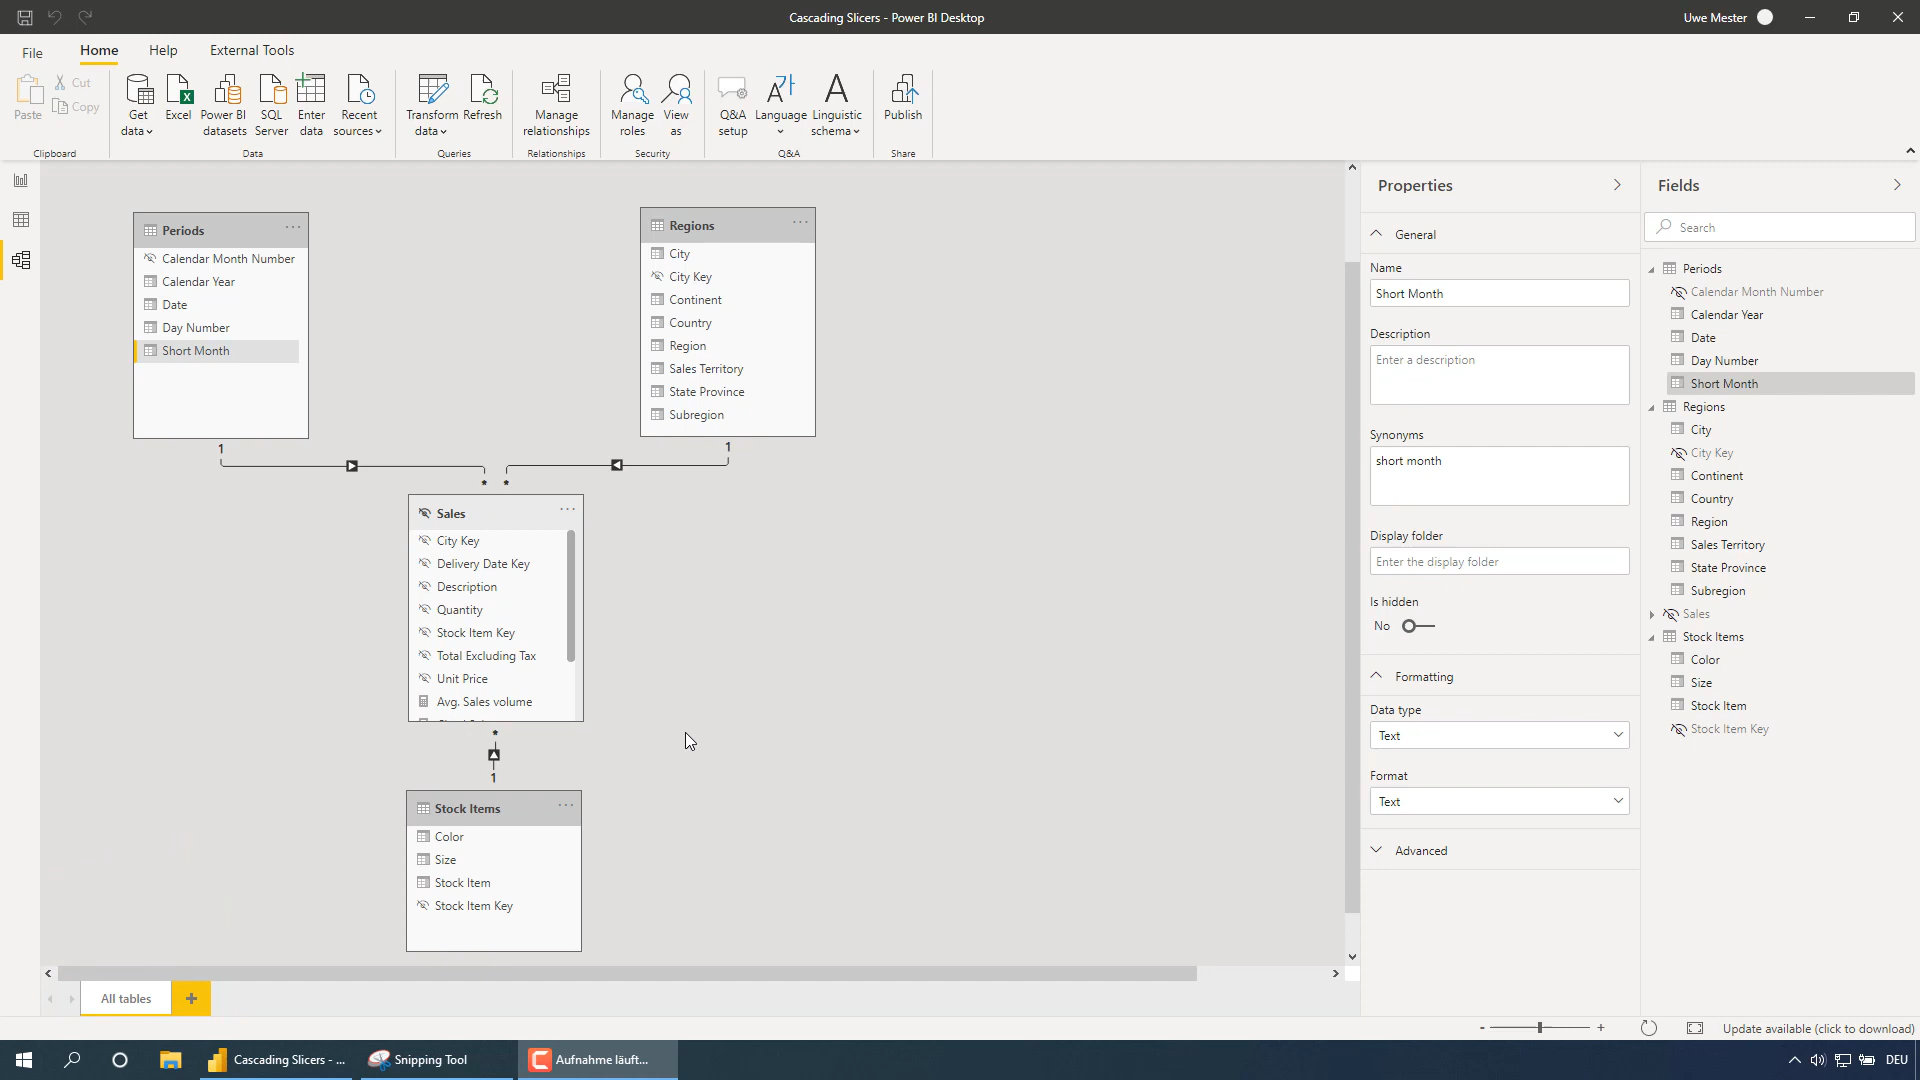 Cascading Slicers - Power BI Desktop
Uwe Mester
File
Home
Help
External Tools
Paste
Cut
Copy
Get data
Excel
Power BI datasets
SQL Server
Enter data
Recent sources
Transform data
Refresh
Manage relationships
Manage roles
View as
Q&A setup
Language
Linguistic schema
Publish
Clipboard
Data
Queries
Relationships
Security
Q&A
Share
Periods
Calendar Month Number
Calendar Year
Date
Day Number
Short Month
Regions
City
City Key
Continent
Country
Region
Sales Territory
State Province
Subregion
1
1
*
*
Sales
City Key
Delivery Date Key
Description
Quantity
Stock Item Key
Total Excluding Tax
Unit Price
Avg. Sales volume
*
1
Stock Items
Color
Size
Stock Item
Stock Item Key
All tables
Properties
General
Name
Short Month
Description
Enter a description
Synonyms
short month
Display folder
Enter the display folder
Is hidden
No
Formatting
Data type
Text
Format
Text
Advanced
Fields
Search
Periods
Calendar Month Number
Calendar Year
Date
Day Number
Short Month
Regions
City
City Key
Continent
Country
Region
Sales Territory
State Province
Subregion
Sales
Stock Items
Color
Size
Stock Item
Stock Item Key
- +
Update available (click to download)
Cascading Slicers - ...
Snipping Tool
Aufnahme läuft...
DEU